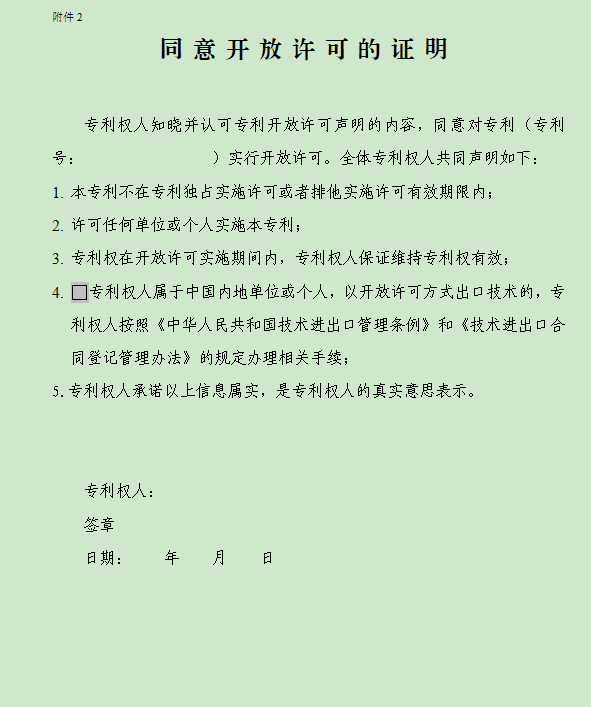 附件 2
同意开放许可的证明
专利权人知晓并认可专利开放许可声明的内容，同意对专利（专利
号： ）实行开放许可。全体专利权人共同声明如下：
1. 本专利不在专利独占实施许可或者排他实施许可有效期限内；
2. 许可任何单位或个人实施本专利；
3. 专利权在开放许可实施期间内，专利权人保证维持专利权有效；
4. □专利权人属于中国内地单位或个人，以开放许可方式出口技术的，专
利权人按照《中华人民共和国技术进出口管理条例》和《技术进出口合
同登记管理办法》的规定办理相关手续；
5. 专利权人承诺以上信息属实，是专利权人的真实意思表示。
专利权人：
签章
日期： 年 月 日